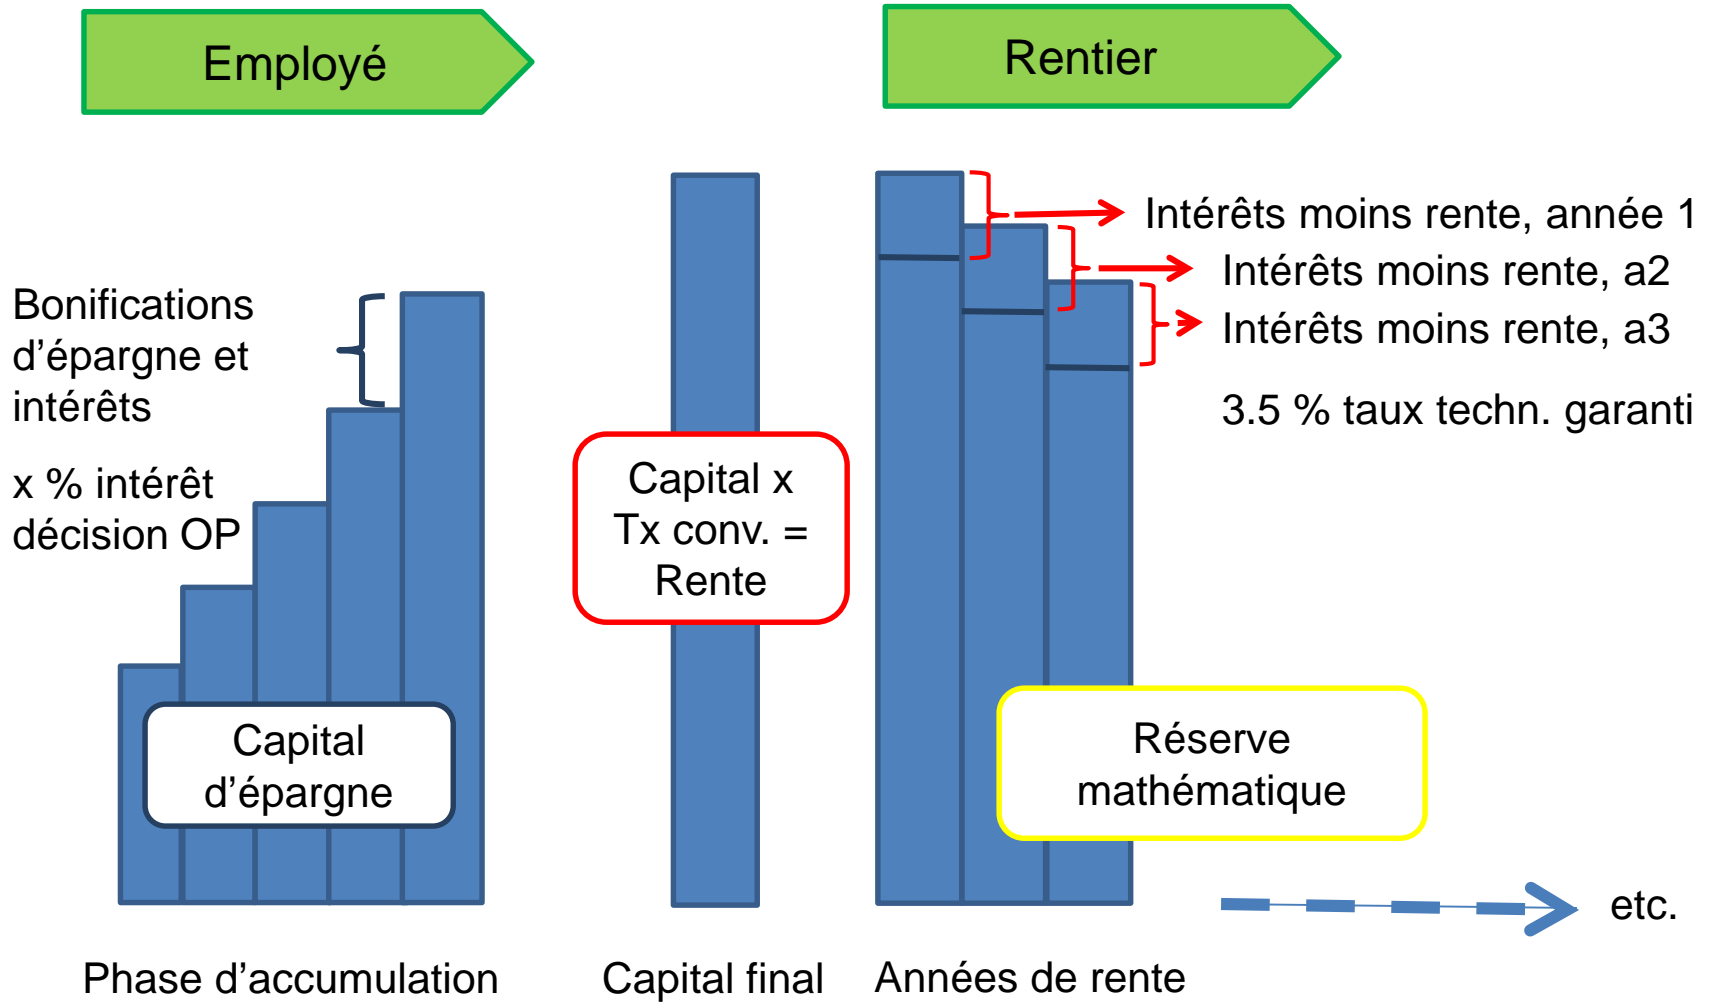 Employé
Rentier
Bonifications
d’épargne et
intérêts
x % intérêt
décision OP
Capital
d’épargne
Phase d’accumulation
Capital x
Tx conv. =
Rente
Capital final
Intérêts moins rente, année 1
Intérêts moins rente, a2
Intérêts moins rente, a3
3.5 % taux techn. garanti
Réserve
mathématique
etc.
Années de rente